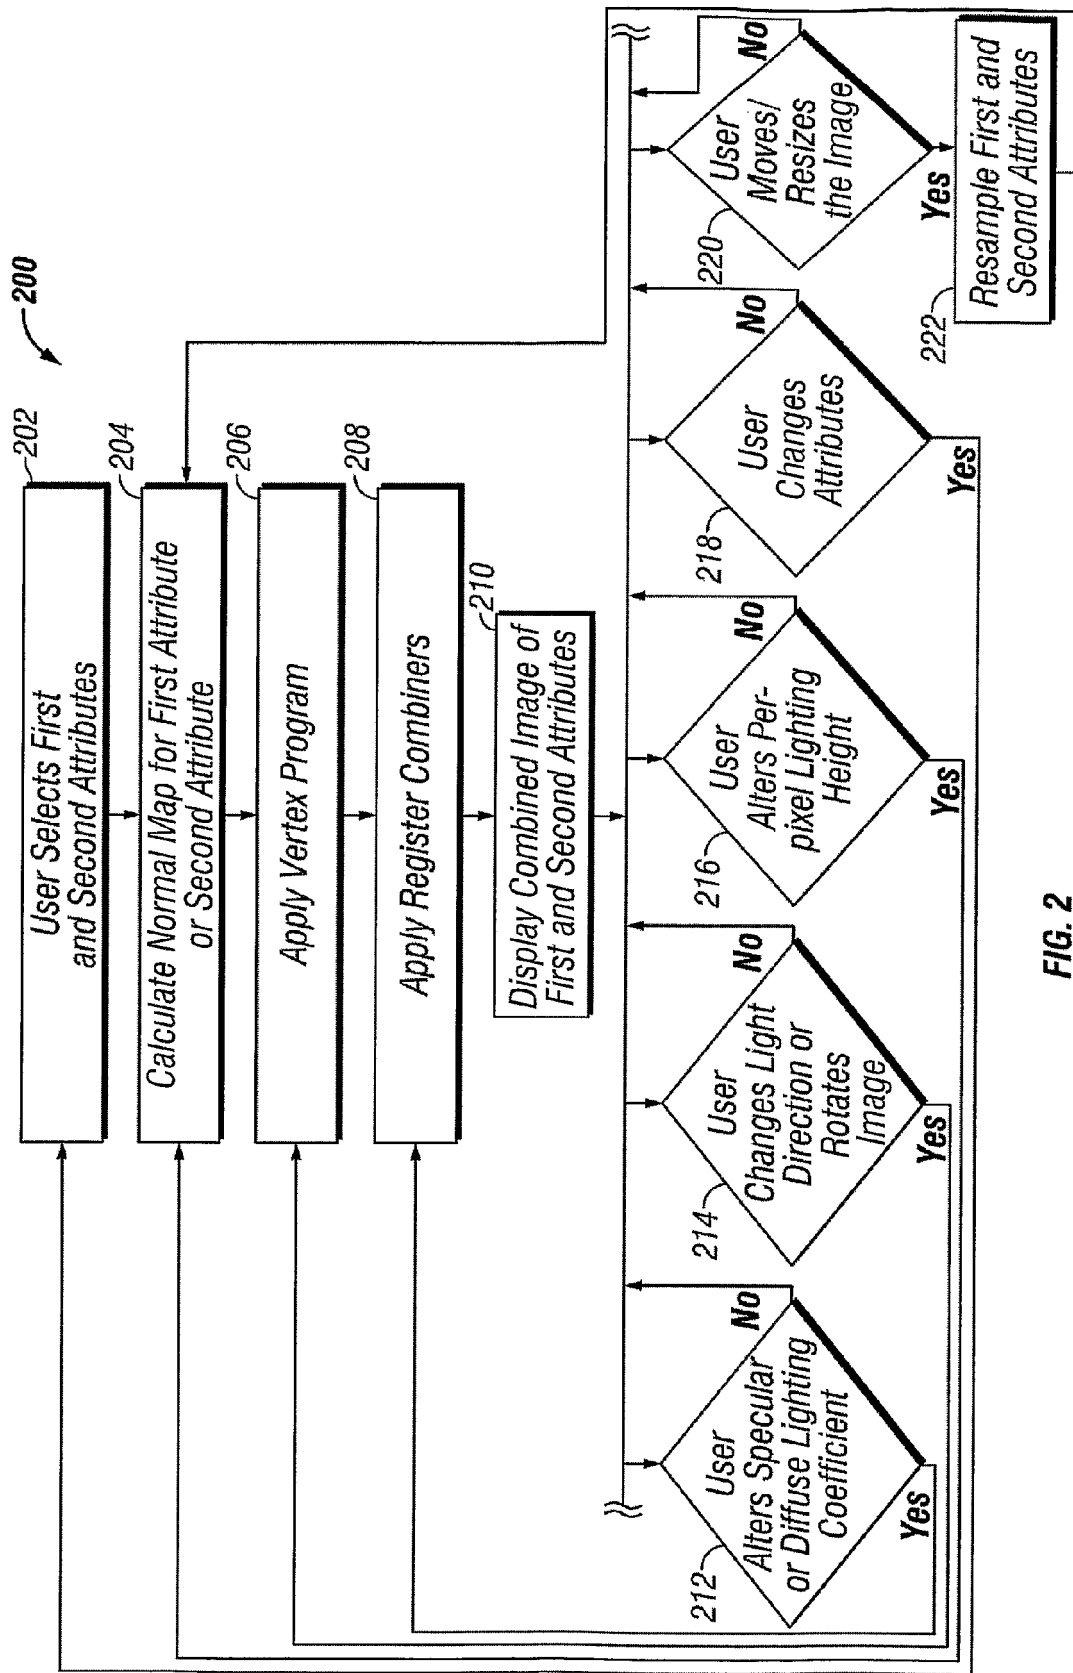 200
202
User Selects First
and Second Attributes
204
Calculate Normal Map for First Attribute
or Second Attribute
206
Apply Vertex Program
208
Apply Register Combiners
210
Display Combined Image of
First and Second Attributes
212
User
Alters Specular
or Diffuse Lighting
Coefficient
No
Yes
214
User
Changes Light
Direction or
Rotates
Image
No
Yes
216
User
Alters Per-
pixel Lighting
Height
No
Yes
218
User
Changes
Attributes
No
Yes
220
User
Moves/
Resizes
the Image
No
Yes
222
Resample First and
Second Attributes
FIG. 2